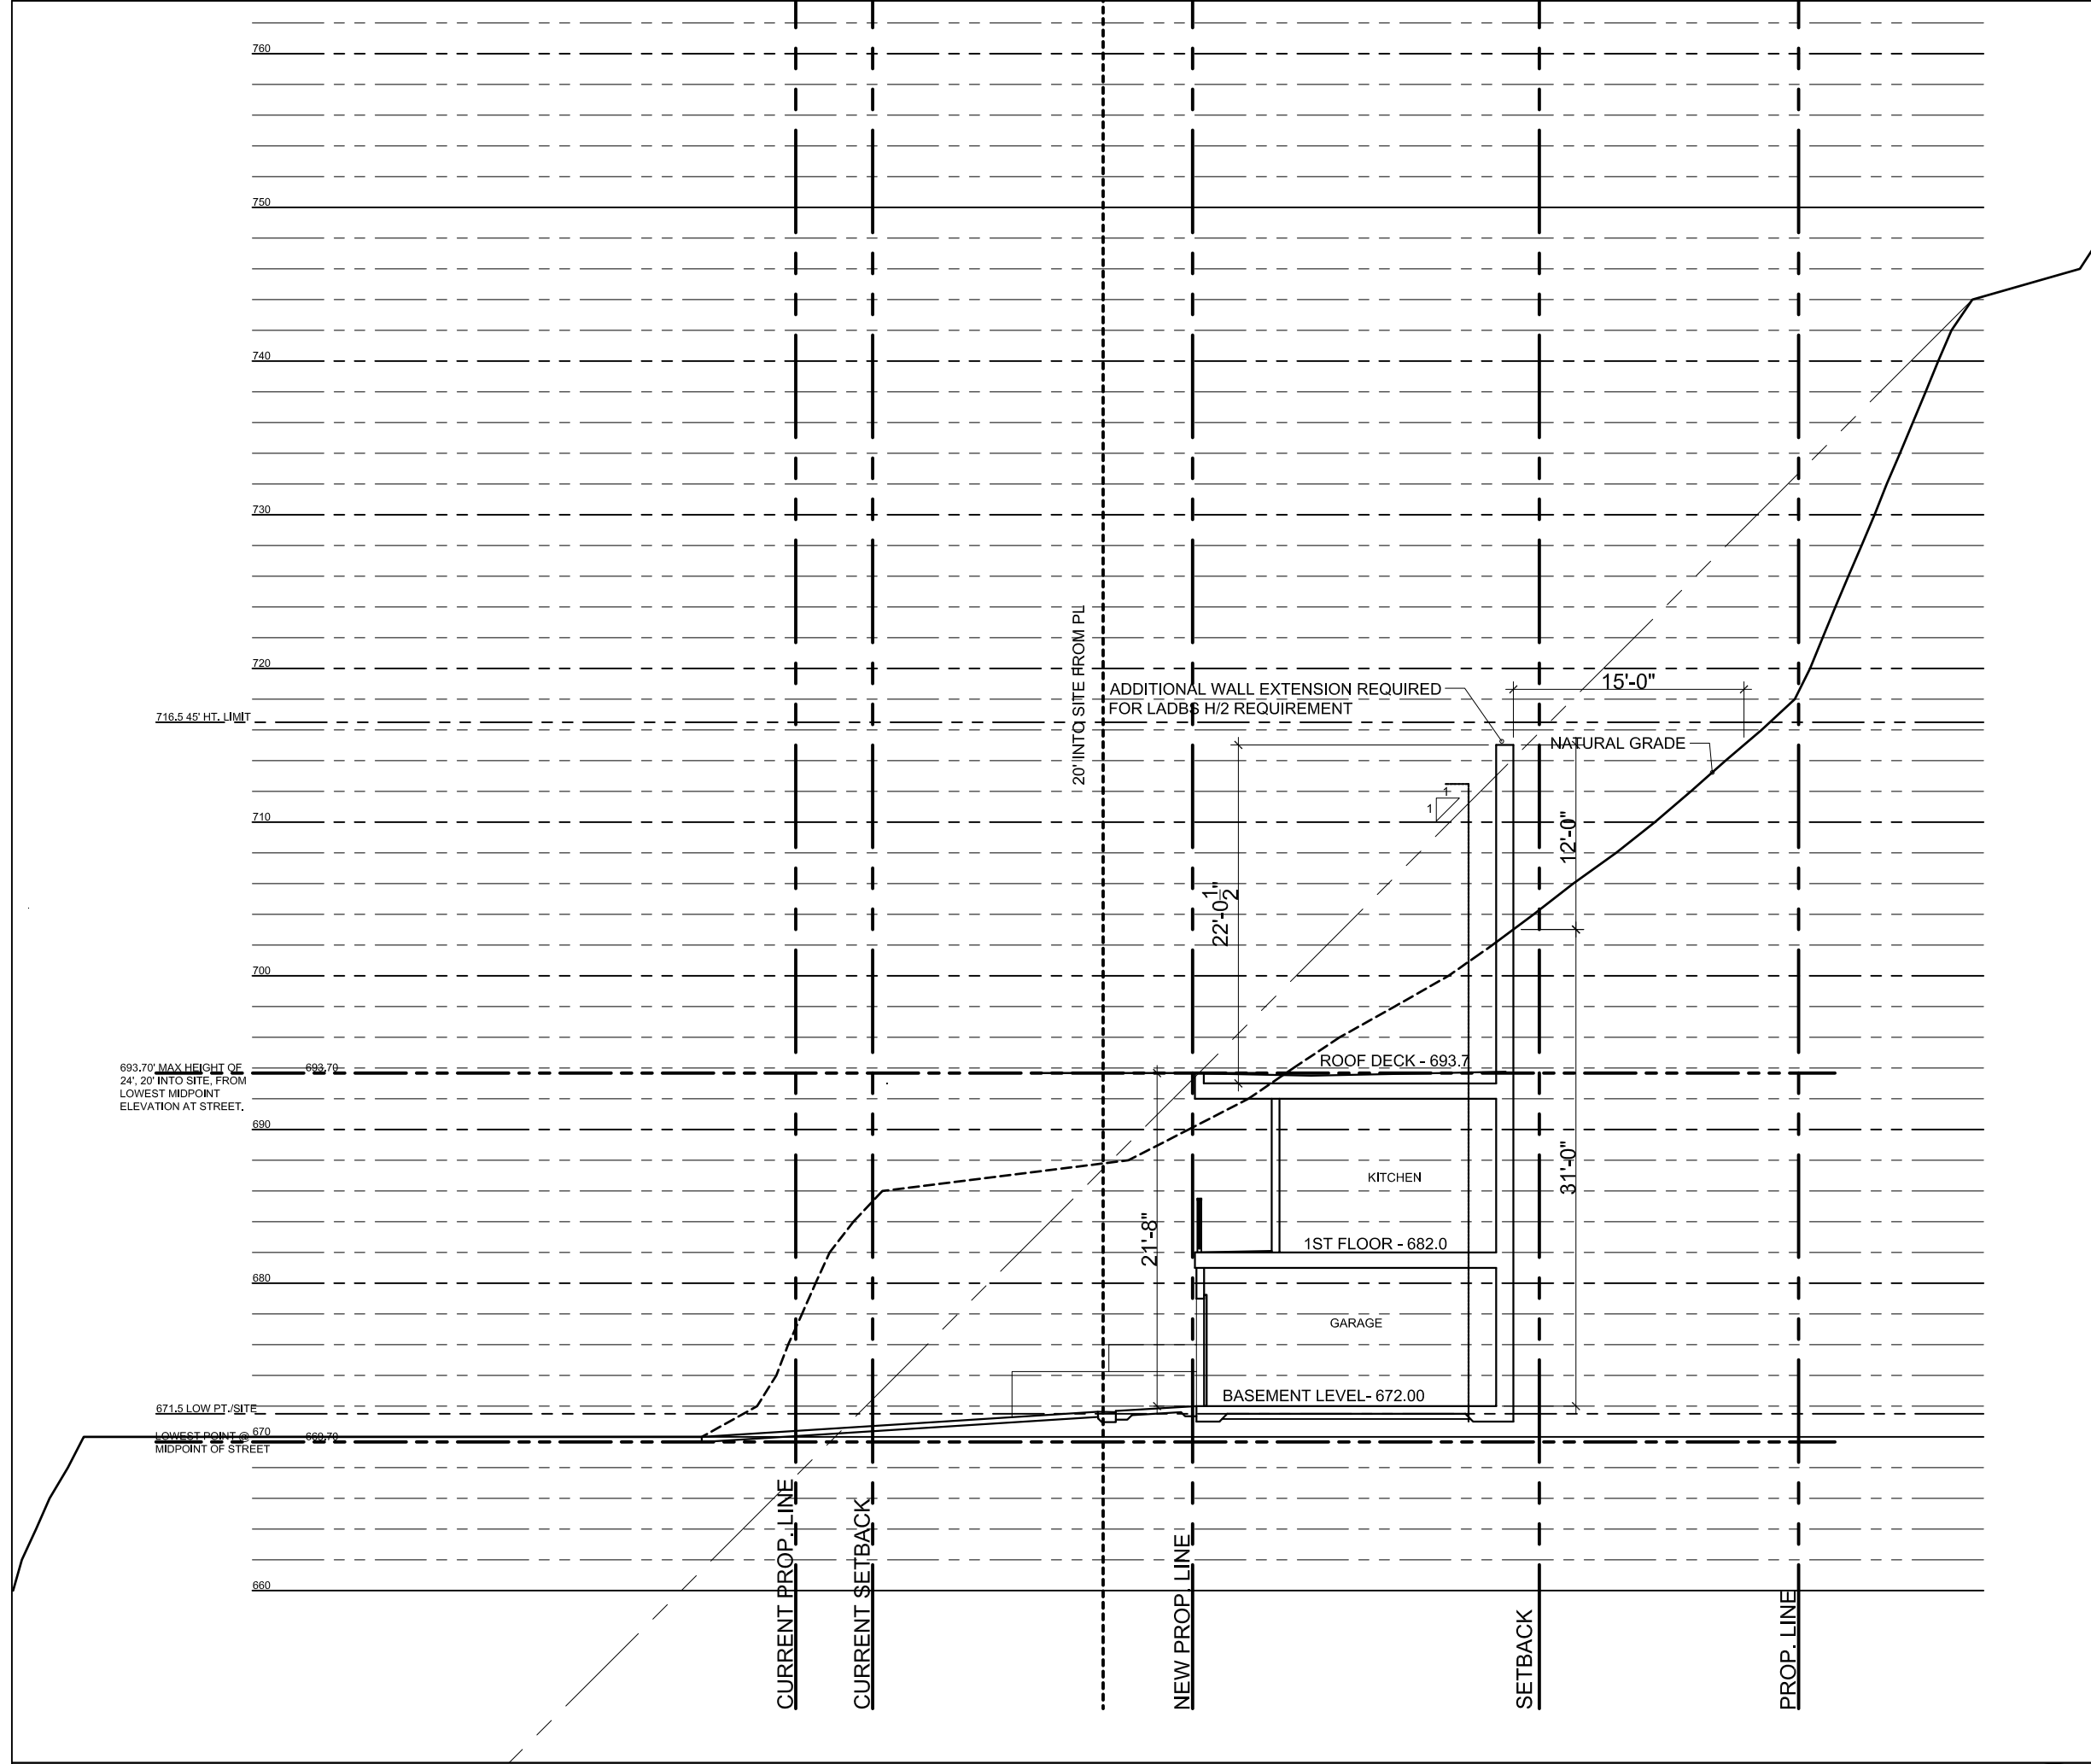 760
750
740
730
720
20' INTO SITE FROM PL
ADDITIONAL WALL EXTENSION REQUIRED
FOR LADBS H/2 REQUIREMENT
15'-0"
716.5 45' HT. LIMIT
NATURAL GRADE
1
1
710
12'-0"
22'-0 1/2"
700
ROOF DECK - 693.7
693.70' MAX HEIGHT OF
24', 20' INTO SITE, FROM
LOWEST MIDPOINT
ELEVATION AT STREET.
693.70
690
KITCHEN
31'-0"
21'-8"
1ST FLOOR - 682.0
680
GARAGE
BASEMENT LEVEL- 672.00
671.5 LOW PT./SITE
670
LOWEST POINT @
MIDPOINT OF STREET
669.70
660
CURRENT PROP. LINE
CURRENT SETBACK
NEW PROP. LINE
SETBACK
PROP. LINE